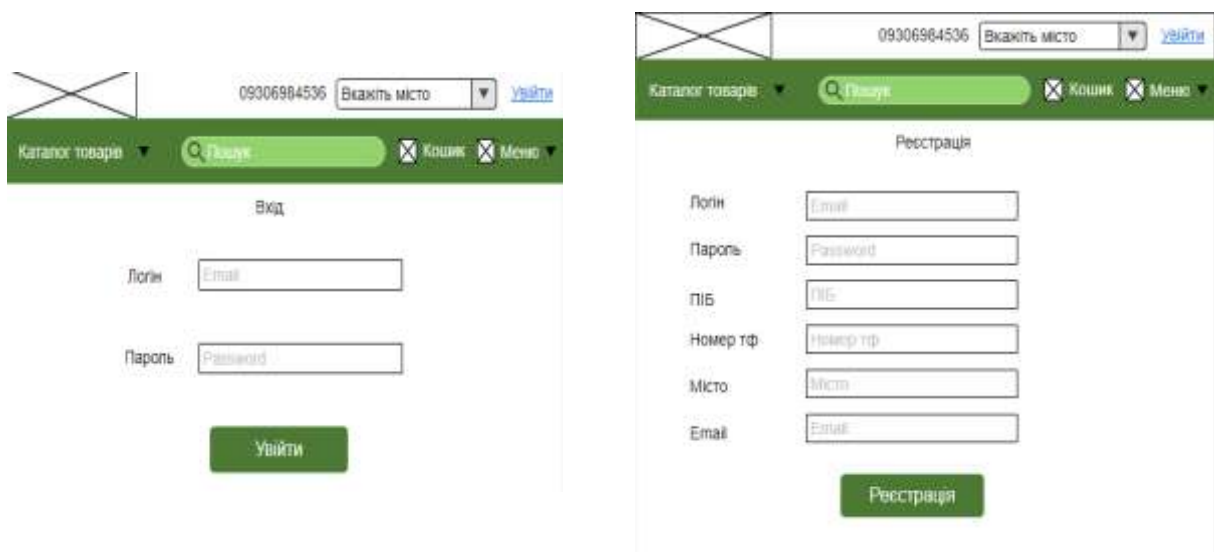 09306984536 Вкажіть місто Увійти
Каталог товарів Пошук Кошик Меню
Вхід
Логін Email
Пароль Password
Увійти
09306984536 Вкажіть місто Увійти
Каталог товарів Пошук Кошик Меню
Реєстрація
Логін Email
Пароль Password
ПІБ ПІБ
Номер тф Номер тф
Місто Місто
Email Email
Реєстрація